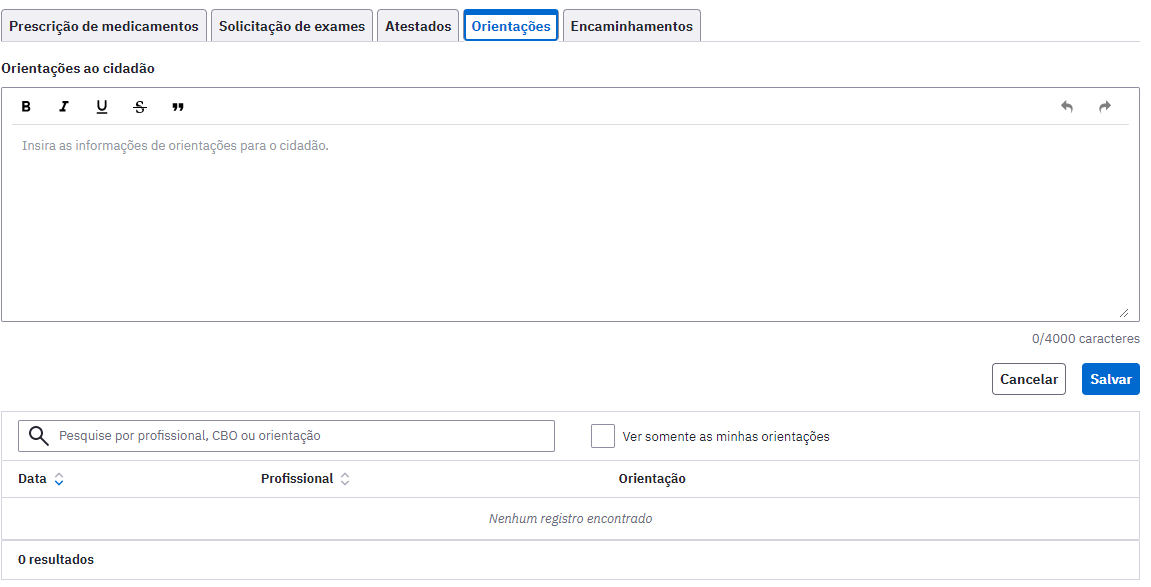 Prescrição de medicamentos Solicitação de exames Atestados Orientações Encaminhamentos
Orientações ao cidadão
B I U S "
Insira as informações de orientações para o cidadão.
0/4000 caracteres
Cancelar Salvar
Pesquise por profissional, CBO ou orientação Ver somente as minhas orientações
Data Profissional Orientação
Nenhum registro encontrado
0 resultados